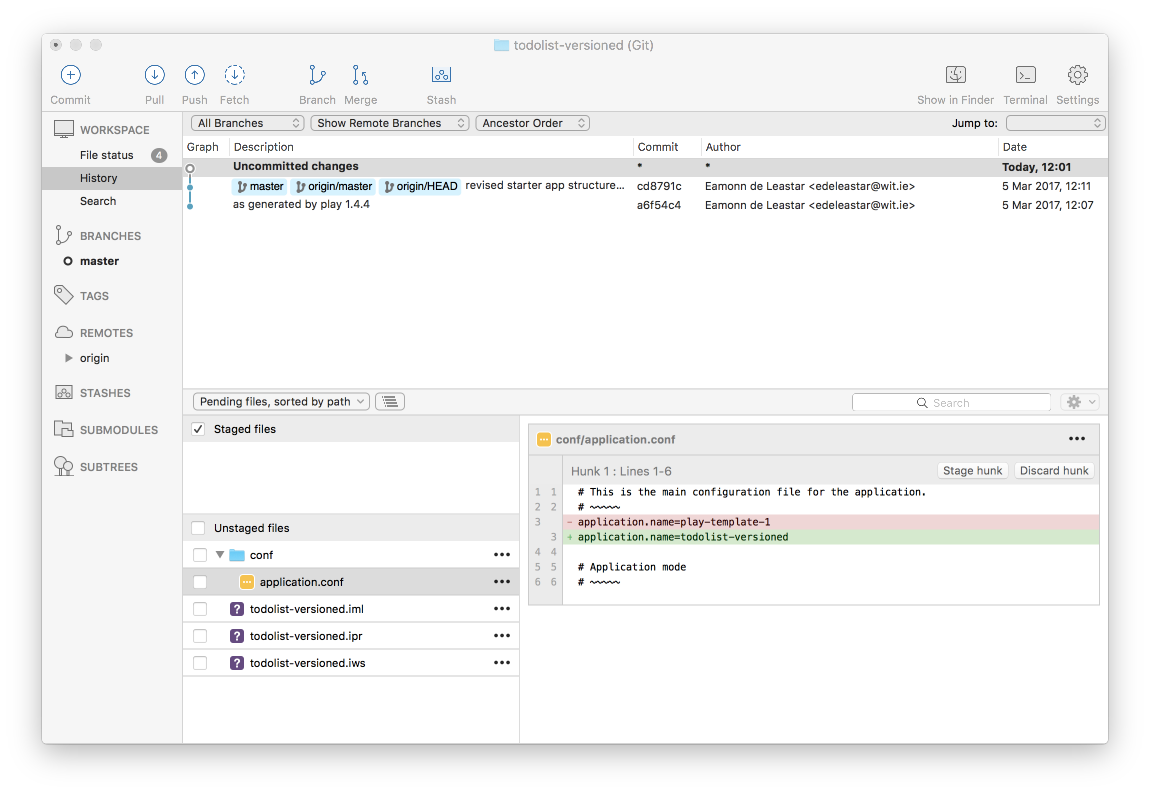 todolist-versioned (Git)
Commit Pull Push Fetch Branch Merge Stash Show in Finder Terminal Settings
All Branches Show Remote Branches Ancestor Order Jump to:
Graph Description Commit Author Date
Uncommitted changes * * Today, 12:01
master origin/master origin/HEAD revised starter app structure... cd8791c Eamonn de Leastar <edeleastar@wit.ie> 5 Mar 2017, 12:11
as generated by play 1.4.4 a6f54c4 Eamonn de Leastar <edeleastar@wit.ie> 5 Mar 2017, 12:07
WORKSPACE
File status 4
History
Search
BRANCHES
master
TAGS
REMOTES
origin
STASHES
SUBMODULES
SUBTREES
Pending files, sorted by path Search
Staged files
Unstaged files
conf •••
application.conf •••
? todolist-versioned.iml •••
? todolist-versioned.ipr •••
? todolist-versioned.iws •••
conf/application.conf •••
Hunk 1 : Lines 1-6 Stage hunk Discard hunk
1 1 # This is the main configuration file for the application.
2 2 # ~~~~~
3 - application.name=play-template-1
3 + application.name=todolist-versioned
4 4
5 5 # Application mode
6 6 # ~~~~~